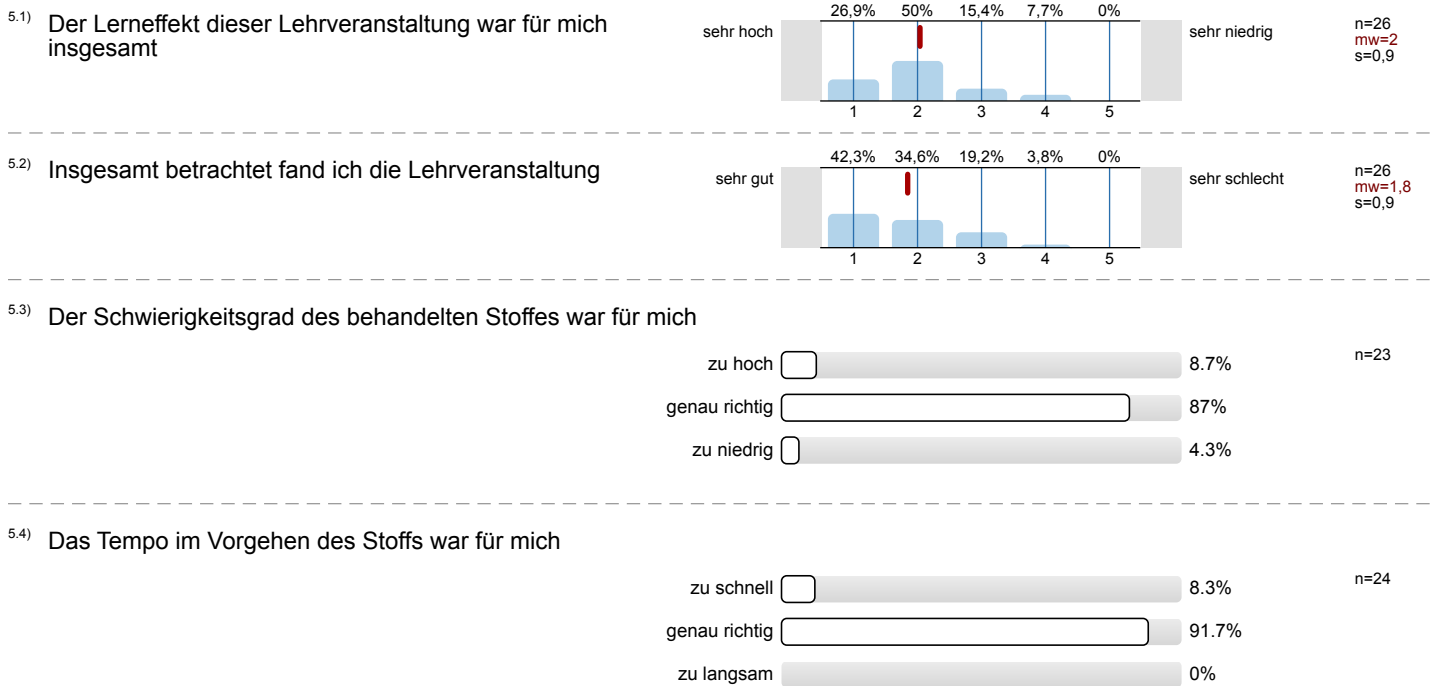 5.1) Der Lerneffekt dieser Lehrveranstaltung war für mich
insgesamt
26,9% 50% 15,4% 7,7% 0%
sehr hoch
sehr niedrig
1 2 3 4 5
n=26
mw=2
s=0,9
5.2) Insgesamt betrachtet fand ich die Lehrveranstaltung
42,3% 34,6% 19,2% 3,8% 0%
sehr gut
sehr schlecht
1 2 3 4 5
n=26
mw=1,8
s=0,9
5.3) Der Schwierigkeitsgrad des behandelten Stoffes war für mich
zu hoch 8.7% n=23
genau richtig 87%
zu niedrig 4.3%
5.4) Das Tempo im Vorgehen des Stoffs war für mich
zu schnell 8.3% n=24
genau richtig 91.7%
zu langsam 0%